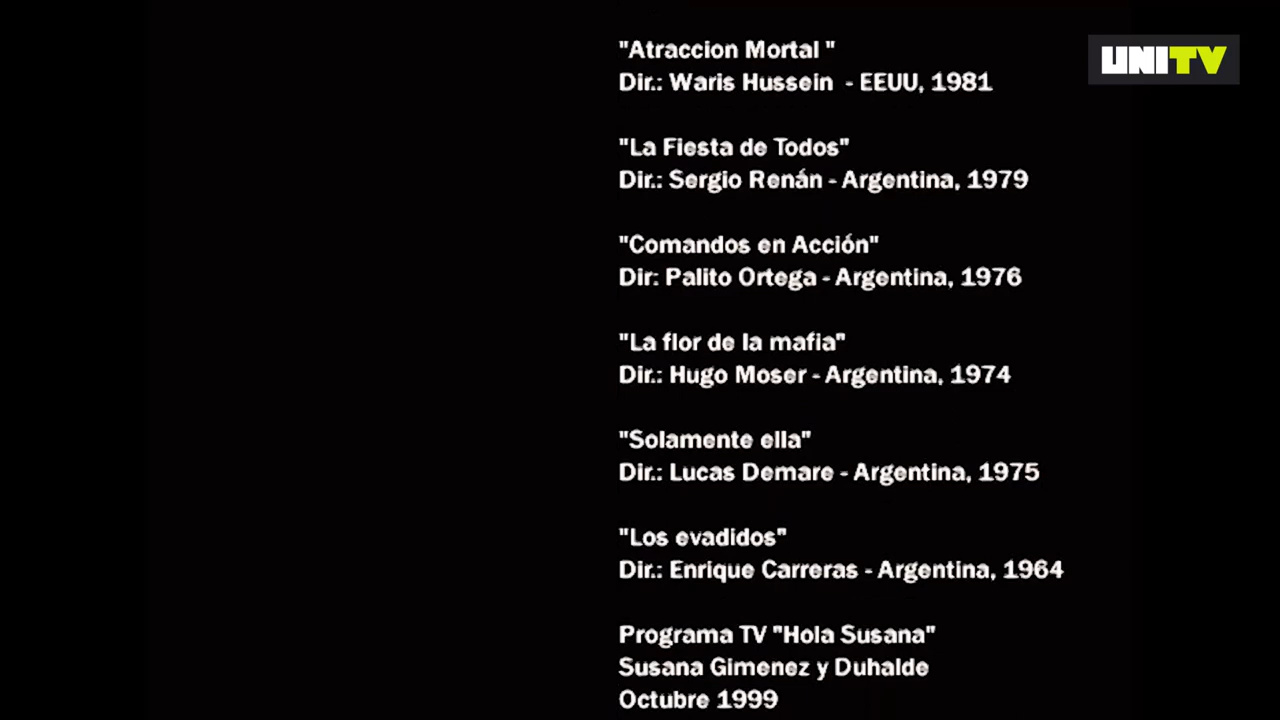 "Atraccion Mortal "
Dir.: Waris Hussein - EEUU, 1981
"La Fiesta de Todos"
Dir.: Sergio Renán - Argentina, 1979
"Comandos en Acción"
Dir: Palito Ortega - Argentina, 1976
"La flor de la mafia"
Dir.: Hugo Moser - Argentina, 1974
"Solamente ella"
Dir.: Lucas Demare - Argentina, 1975
"Los evadidos"
Dir.: Enrique Carreras - Argentina, 1964
Programa TV "Hola Susana"
Susana Gimenez y Duhalde
Octubre 1999
UNITV